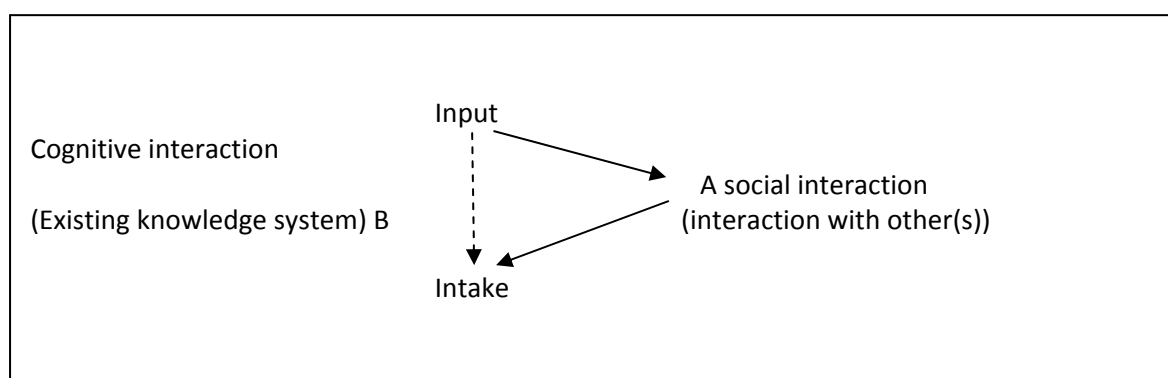 Input
Cognitive interaction
A social interaction
(Existing knowledge system) B
(interaction with other(s))
Intake